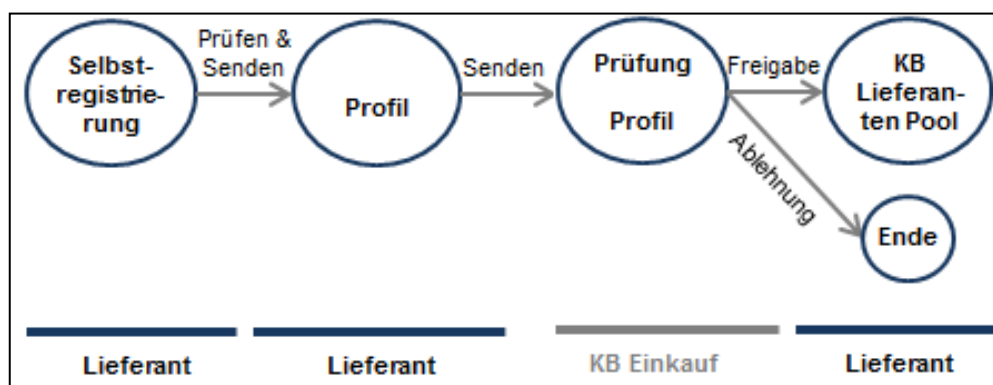 Selbst-
registrie-
rung
Prüfen &
Senden
Profil
Senden
Prüfung
Profil
Freigabe
KB
Lieferan-
ten Pool
Ablehnung
Ende
Lieferant
Lieferant
KB Einkauf
Lieferant